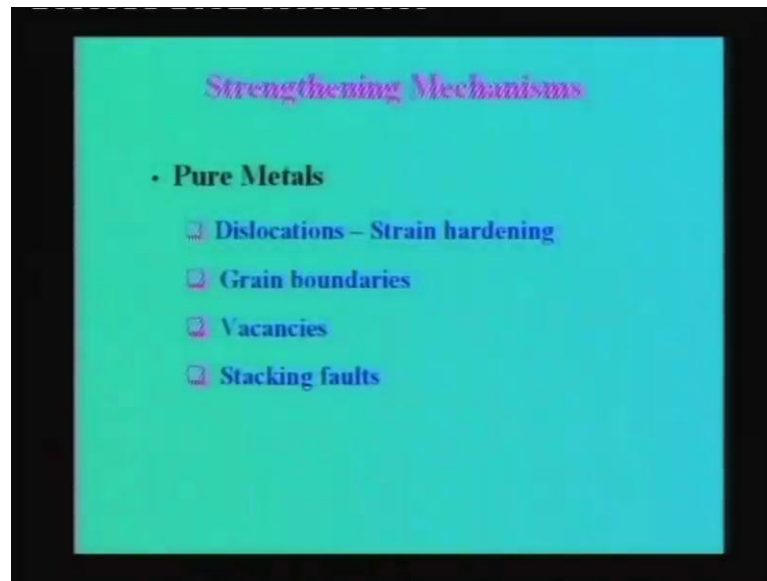 Strengthening Mechanisms
• Pure Metals
❑ Dislocations – Strain hardening
❑ Grain boundaries
❑ Vacancies
❑ Stacking faults